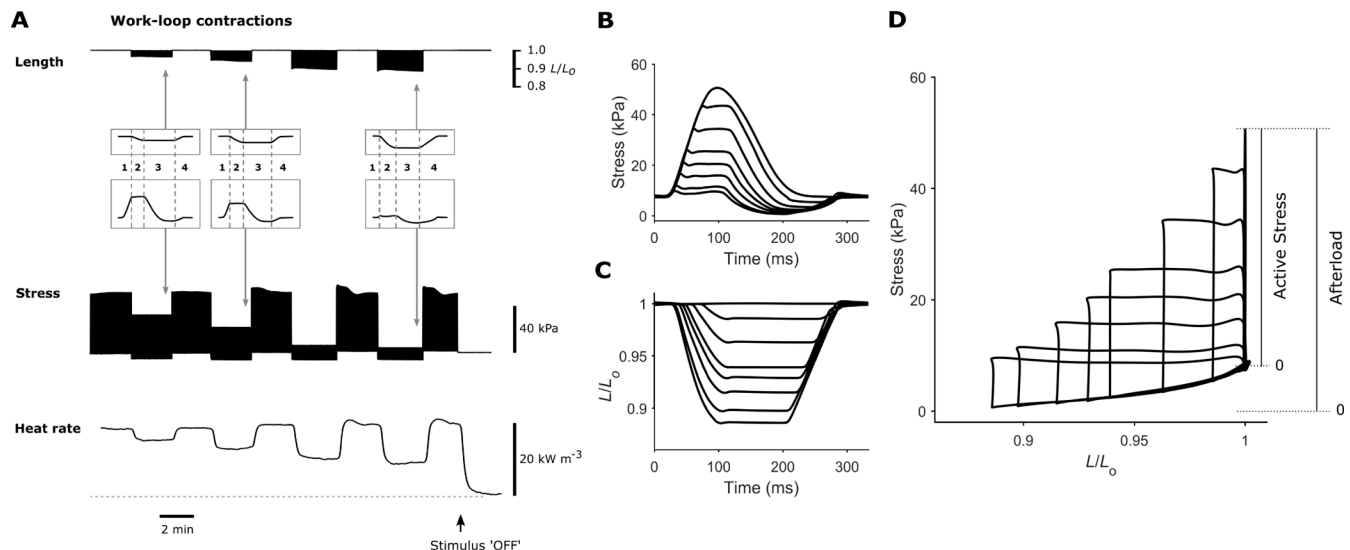 A
Work-loop contractions
Length
1.0
0.9 L/Lo
0.8
1 2 3 4
1 2 3 4
1 2 3 4
Stress
40 kPa
Heat rate
20 kW m-3
2 min
Stimulus 'OFF'
B
Stress (kPa)
60
40
20
0
0 100 200 300
Time (ms)
C
L/Lo
1
0.95
0.9
0 100 200 300
Time (ms)
D
Stress (kPa)
60
40
20
0
0.9 0.95 1
L/Lo
Active Stress
0
Afterload
0